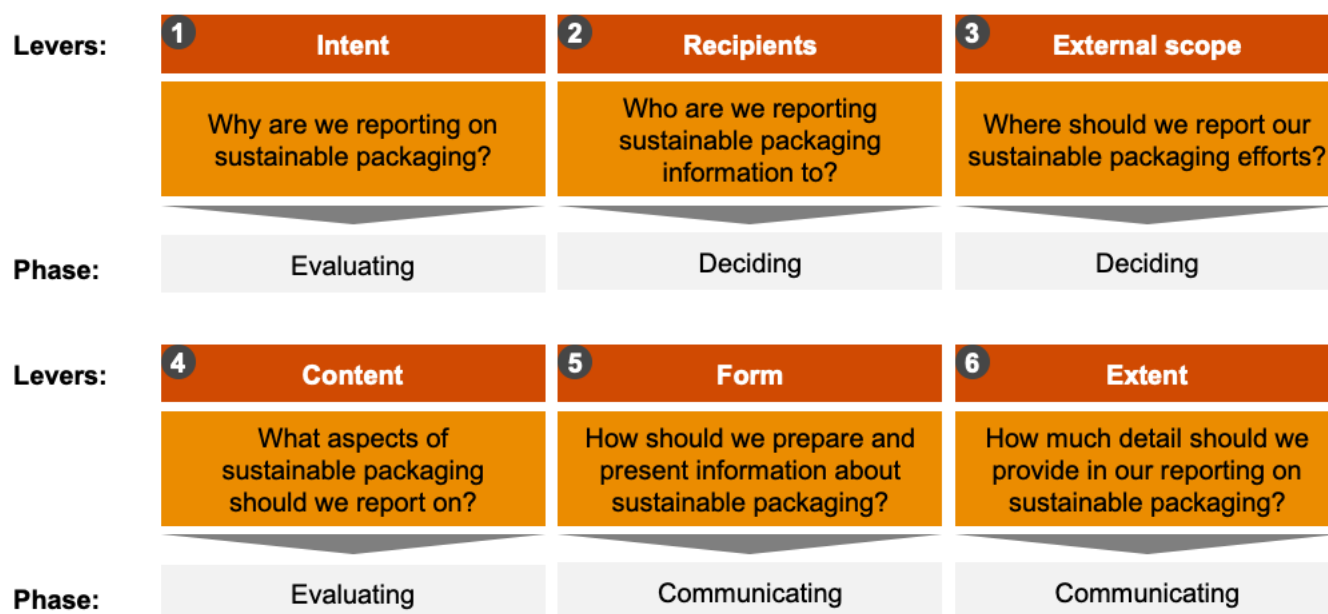 Levers:
1 Intent
2 Recipients
3 External scope
Why are we reporting on
sustainable packaging?
Who are we reporting
sustainable packaging
information to?
Where should we report our
sustainable packaging efforts?
Phase:
Evaluating
Deciding
Deciding
Levers:
4 Content
5 Form
6 Extent
What aspects of
sustainable packaging
should we report on?
How should we prepare and
present information about
sustainable packaging?
How much detail should we
provide in our reporting on
sustainable packaging?
Phase:
Evaluating
Communicating
Communicating